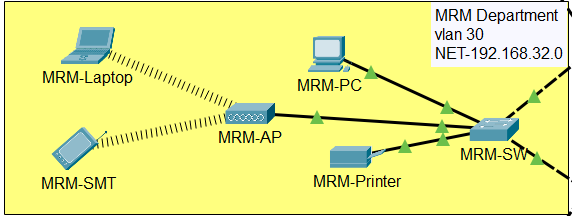 MRM Department
vlan 30
NET-192.168.32.0
MRM-Laptop
MRM-PC
MRM-AP
MRM-SW
MRM-SMT
MRM-Printer